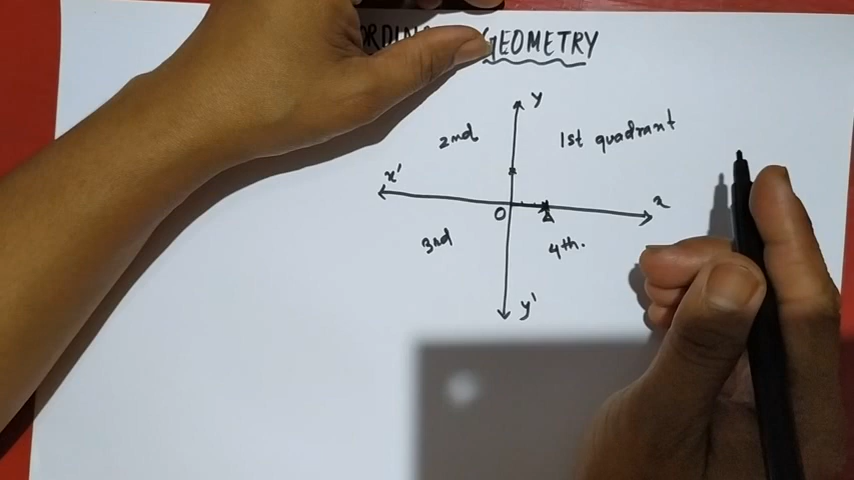 GEOMETRY
y
2nd
1st quadrant
x'
x
O
A
3rd
4th.
y'